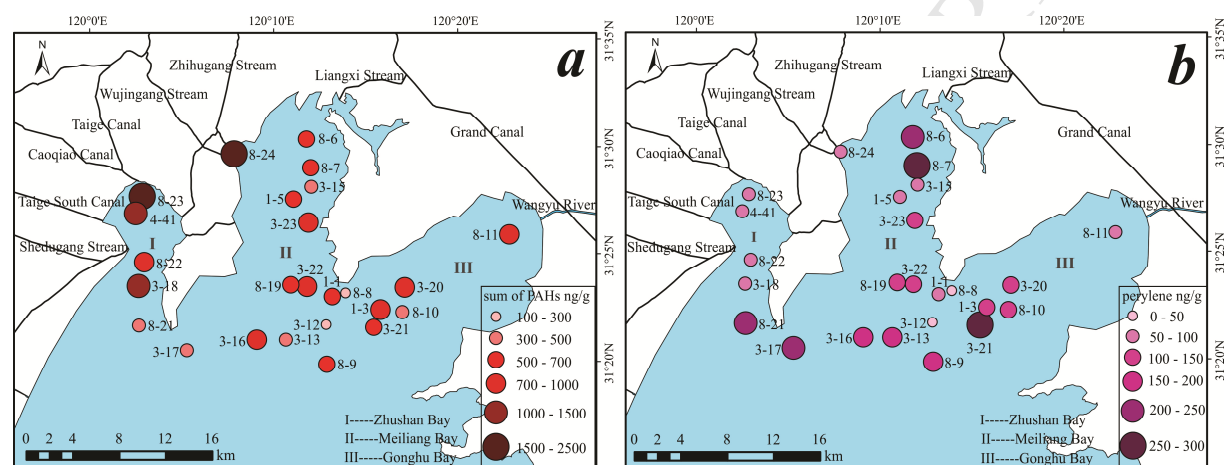 120°0'E 120°10'E 120°20'E
N
a
Zhihugang Stream
Liangxi Stream
Wujingang Stream
Taige Canal
Grand Canal
Caoqiao Canal
Taige South Canal
Wangyu River
Shedugang Stream
8-6
8-24
8-7
3-15
1-5
8-23
4-41
3-23
8-11
I
II
III
8-22
3-22
1-1
3-20
8-19
8-8
3-18
1-3
8-10
8-21
3-12
3-21
3-16
3-13
3-17
8-9
sum of PAHs ng/g
100 - 300
300 - 500
500 - 700
700 - 1000
1000 - 1500
1500 - 2500
I-----Zhushan Bay
II-----Meiliang Bay
III-----Gonghu Bay
0 2 4 8 12 16
km
31°35'N
31°30'N
31°25'N
31°20'N
120°0'E 120°10'E 120°20'E
N
b
Zhihugang Stream
Liangxi Stream
Wujingang Stream
Taige Canal
Grand Canal
Caoqiao Canal
Taige South Canal
Wangyu River
Shedugang Stream
8-6
8-24
8-7
3-15
1-5
8-23
4-41
3-23
8-11
I
II
III
8-22
3-22
1-1
3-20
8-19
8-8
3-18
1-3
8-10
8-21
3-12
3-21
3-16
3-13
3-17
8-9
perylene ng/g
0 - 50
50 - 100
100 - 150
150 - 200
200 - 250
250 - 300
I-----Zhushan Bay
II-----Meiliang Bay
III-----Gonghu Bay
0 2 4 8 12 16
km
31°35'N
31°30'N
31°25'N
31°20'N